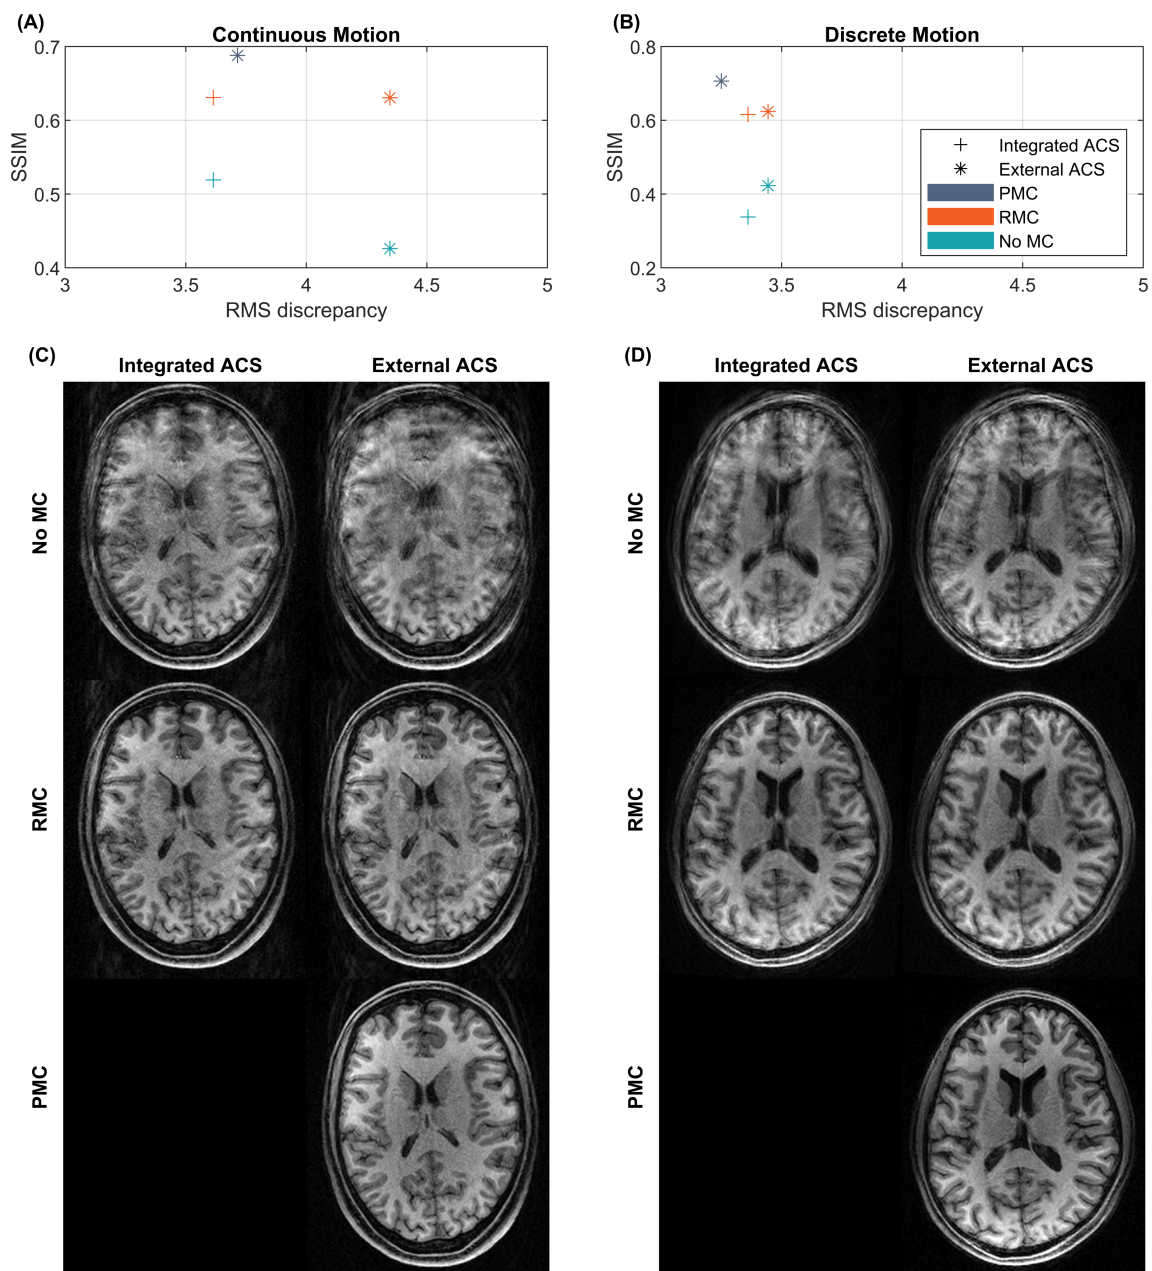 (A)
Continuous Motion
0.7
0.6
0.5
0.4
SSIM
3 3.5 4 4.5 5
RMS discrepancy
(B)
Discrete Motion
0.8
0.6
0.4
0.2
SSIM
3 3.5 4 4.5 5
RMS discrepancy
Integrated ACS
External ACS
PMC
RMC
No MC
(C)
Integrated ACS External ACS
No MC
RMC
PMC
(D)
Integrated ACS External ACS
No MC
RMC
PMC